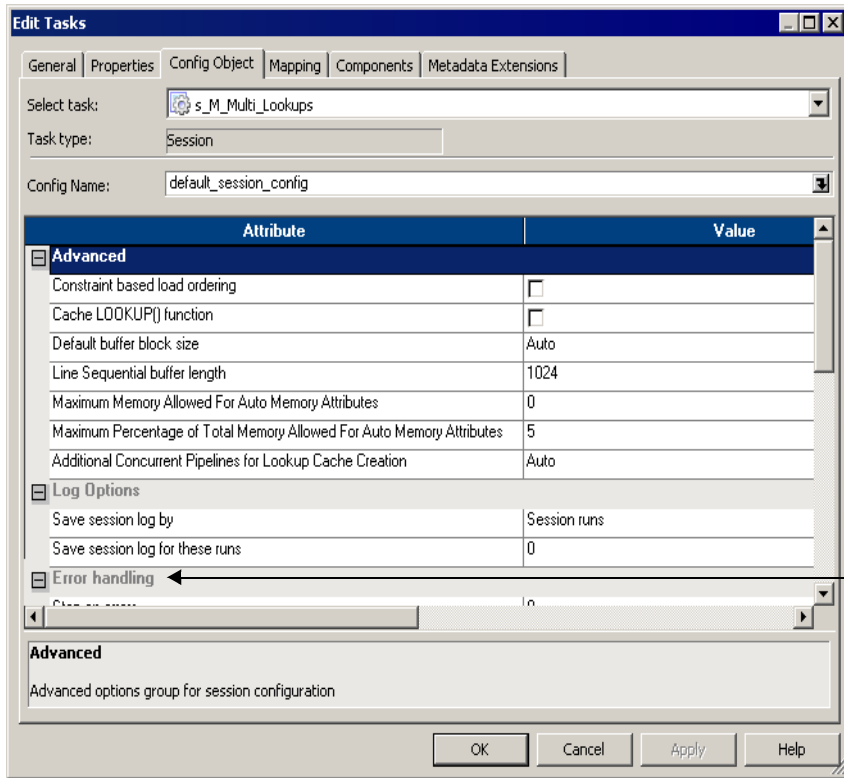 Edit Tasks
General Properties Config Object Mapping Components Metadata Extensions
Select task: s_M_Multi_Lookups
Task type: Session
Config Name: default_session_config
Attribute Value
Advanced
Constraint based load ordering
Cache LOOKUP() function
Default buffer block size Auto
Line Sequential buffer length 1024
Maximum Memory Allowed For Auto Memory Attributes 0
Maximum Percentage of Total Memory Allowed For Auto Memory Attributes 5
Additional Concurrent Pipelines for Lookup Cache Creation Auto
Log Options
Save session log by Session runs
Save session log for these runs 0
Error handling
Advanced
Advanced options group for session configuration
OK Cancel Apply Help